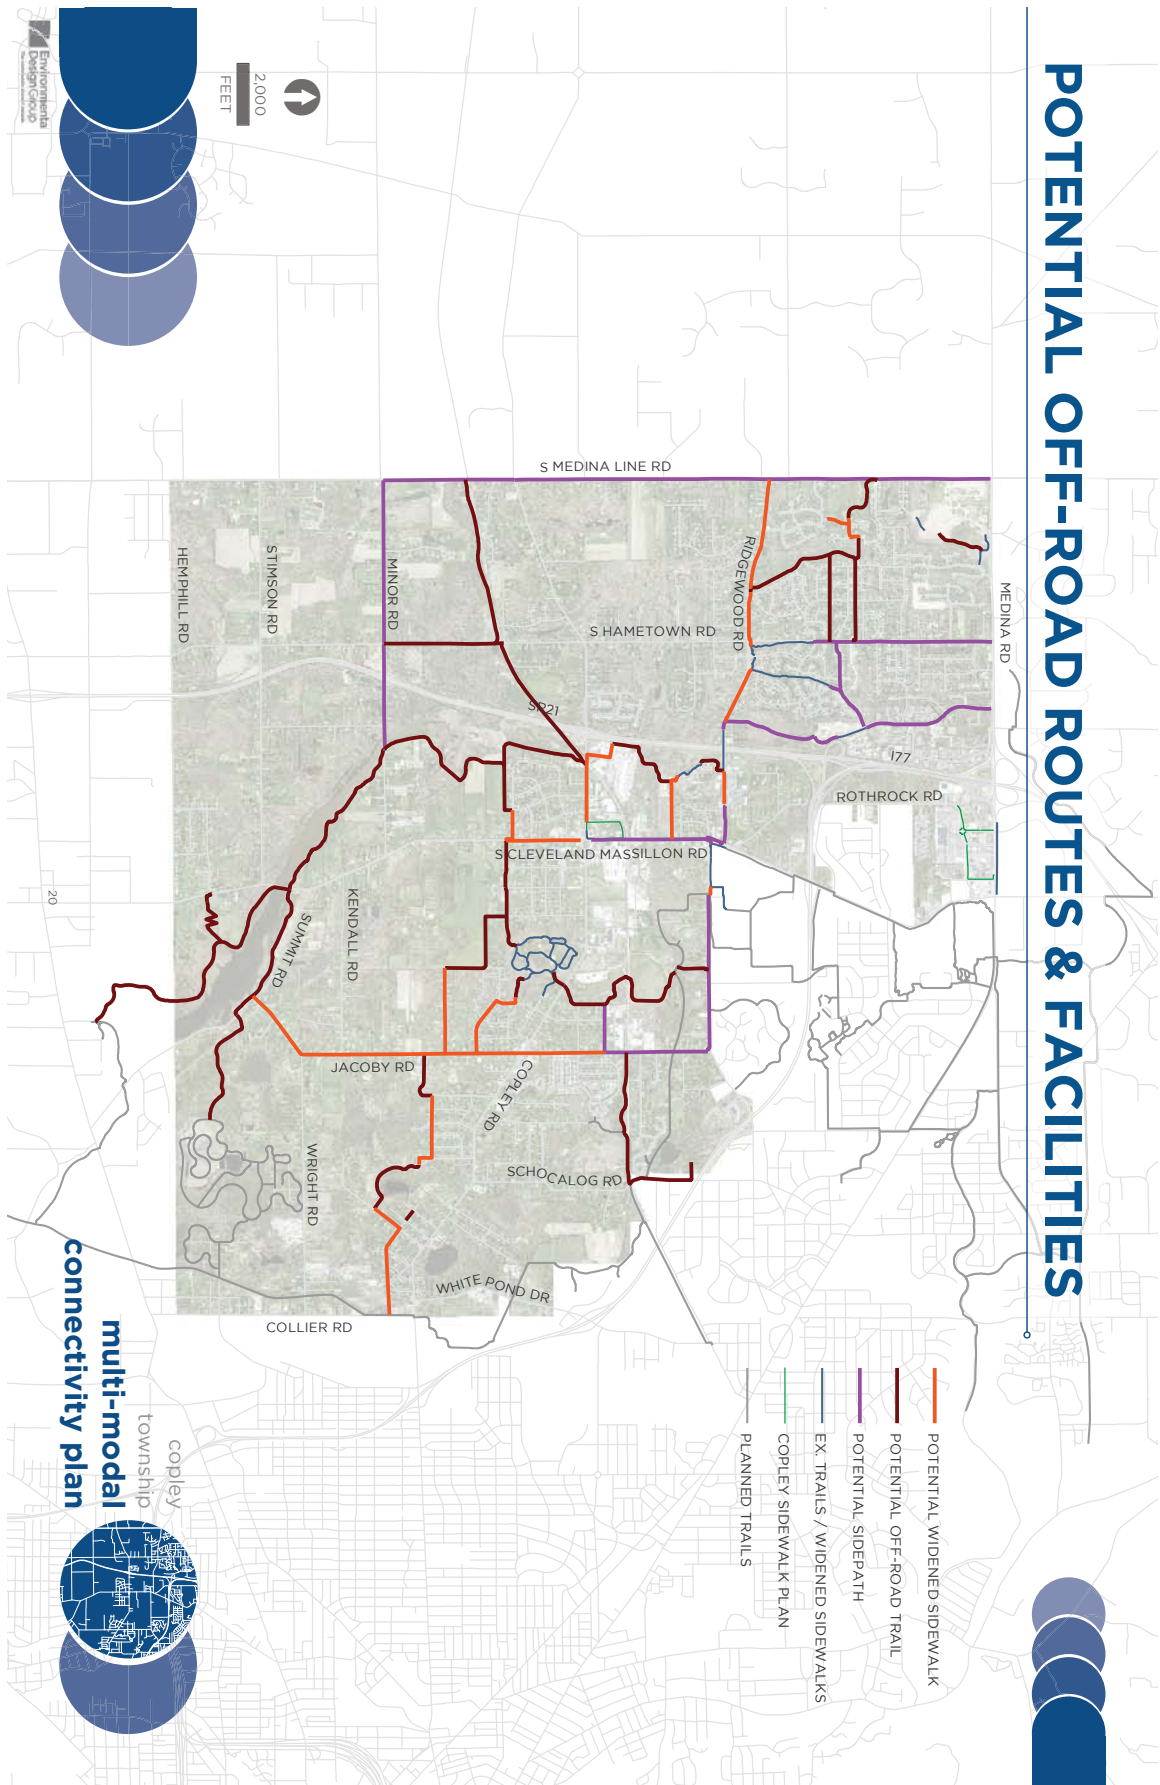 POTENTIAL OFF-ROAD ROUTES & FACILITIES
2,000
FEET
Environmental
Design Group
S MEDINA LINE RD
HEMPHILL RD
STIMSON RD
MINOR RD
RIDGEWOOD RD
MEDINA RD
S HAMETOWN RD
SR21
I77
ROTHROCK RD
S CLEVELAND MASSILLON RD
KENDALL RD
SUMMIT RD
20
JACOBY RD
COPLEY RD
WRIGHT RD
SCHOCALOG RD
WHITE POND DR
COLLIER RD
POTENTIAL WIDENED SIDEWALK
POTENTIAL OFF-ROAD TRAIL
POTENTIAL SIDEPATH
EX. TRAILS / WIDENED SIDEWALKS
COPLEY SIDEWALK PLAN
PLANNED TRAILS
copley
township
multi-modal
connectivity plan